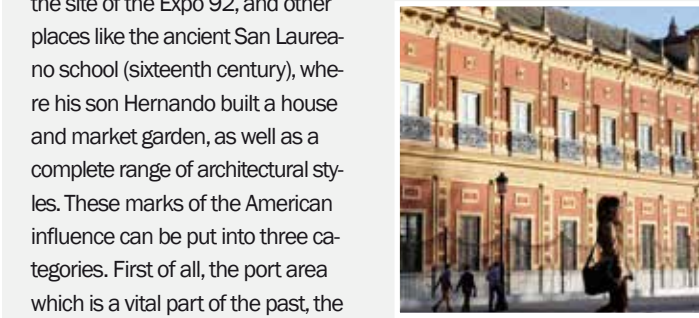 the site of the Expo 92, and other
places like the ancient San Laurea-
no school (sixteenth century), whe-
re his son Hernando built a house
and market garden, as well as a
complete range of architectural sty-
les. These marks of the American
influence can be put into three ca-
tegories. First of all, the port area
which is a vital part of the past, the